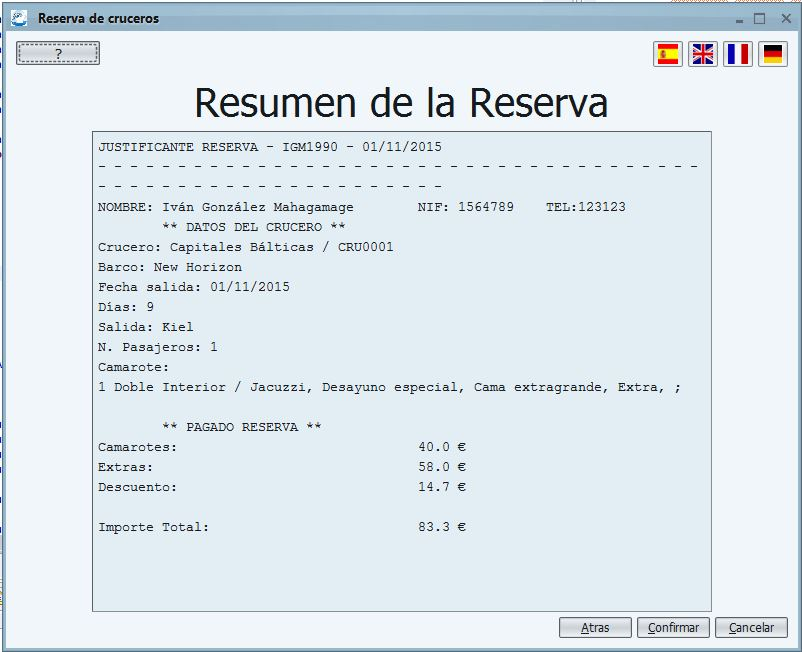 Reserva de cruceros
?
Resumen de la Reserva
JUSTIFICANTE RESERVA - IGM1990 - 01/11/2015
- - - - - - - - - - - - - - - - - - - - - - - - - - - - - - - - - - - - - -
- - - - - - - - - - - - - - - - - - - - - -
NOMBRE: Iván González Mahagamage NIF: 1564789 TEL:123123
** DATOS DEL CRUCERO **
Crucero: Capitales Bálticas / CRU0001
Barco: New Horizon
Fecha salida: 01/11/2015
Días: 9
Salida: Kiel
N. Pasajeros: 1
Camarote:
1 Doble Interior / Jacuzzi, Desayuno especial, Cama extragrande, Extra, ;
** PAGADO RESERVA **
Camarotes: 40.0 €
Extras: 58.0 €
Descuento: 14.7 €
Importe Total: 83.3 €
Atras Confirmar Cancelar